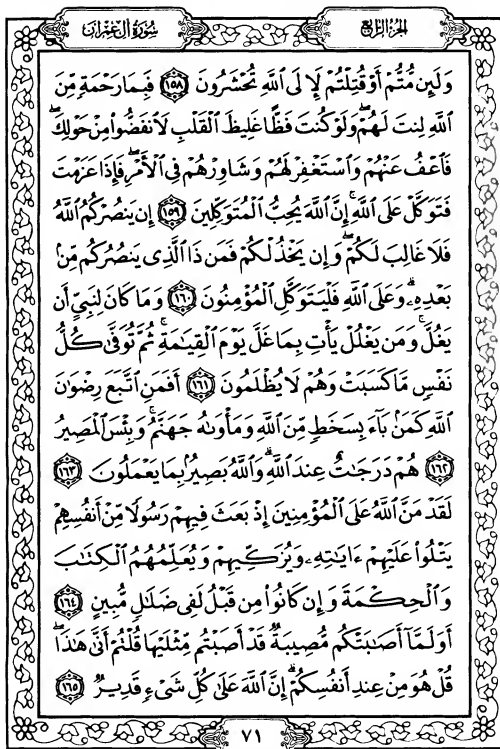 الجزء الرابع
سورة آل عمران
وَلَئِن مُّتُّمْ أَوْ قُتِلْتُمْ لَإِلَى ٱللَّهِ تُحْشَرُونَ ١٥٨ فَبِمَا رَحْمَةٍ مِّنَ
ٱللَّهِ لِنتَ لَهُمْ ۖ وَلَوْ كُنتَ فَظًّا غَلِيظَ ٱلْقَلْبِ لَٱنفَضُّوا۟ مِنْ حَوْلِكَ ۖ
فَٱعْفُ عَنْهُمْ وَٱسْتَغْفِرْ لَهُمْ وَشَاوِرْهُمْ فِى ٱلْأَمْرِ ۖ فَإِذَا عَزَمْتَ
فَتَوَكَّلْ عَلَى ٱللَّهِ ۚ إِنَّ ٱللَّهَ يُحِبُّ ٱلْمُتَوَكِّلِينَ ١٥٩ إِن يَنصُرْكُمُ ٱللَّهُ
فَلَا غَالِبَ لَكُمْ ۖ وَإِن يَخْذُلْكُمْ فَمَن ذَا ٱلَّذِى يَنصُرُكُم مِّنۢ
بَعْدِهِۦ ۗ وَعَلَى ٱللَّهِ فَلْيَتَوَكَّلِ ٱلْمُؤْمِنُونَ ١٦٠ وَمَا كَانَ لِنَبِىٍّ أَن
يَغُلَّ ۚ وَمَن يَغْلُلْ يَأْتِ بِمَا غَلَّ يَوْمَ ٱلْقِيَـٰمَةِ ۚ ثُمَّ تُوَفَّىٰ كُلُّ
نَفْسٍ مَّا كَسَبَتْ وَهُمْ لَا يُظْلَمُونَ ١٦١ أَفَمَنِ ٱتَّبَعَ رِضْوَٰنَ
ٱللَّهِ كَمَنۢ بَآءَ بِسَخَطٍ مِّنَ ٱللَّهِ وَمَأْوَىٰهُ جَهَنَّمُ ۚ وَبِئْسَ ٱلْمَصِيرُ
١٦٢ هُمْ دَرَجَـٰتٌ عِندَ ٱللَّهِ ۗ وَٱللَّهُ بَصِيرٌۢ بِمَا يَعْمَلُونَ ١٦٣
لَقَدْ مَنَّ ٱللَّهُ عَلَى ٱلْمُؤْمِنِينَ إِذْ بَعَثَ فِيهِمْ رَسُولًا مِّنْ أَنفُسِهِمْ
يَتْلُوا۟ عَلَيْهِمْ ءَايَـٰتِهِۦ وَيُزَكِّيهِمْ وَيُعَلِّمُهُمُ ٱلْكِتَـٰبَ
وَٱلْحِكْمَةَ وَإِن كَانُوا۟ مِن قَبْلُ لَفِى ضَلَـٰلٍ مُّبِينٍ ١٦٤
أَوَلَمَّآ أَصَـٰبَتْكُم مُّصِيبَةٌ قَدْ أَصَبْتُم مِّثْلَيْهَا قُلْتُمْ أَنَّىٰ هَـٰذَا ۖ
قُلْ هُوَ مِنْ عِندِ أَنفُسِكُمْ ۗ إِنَّ ٱللَّهَ عَلَىٰ كُلِّ شَىْءٍ قَدِيرٌ ١٦٥
٧١